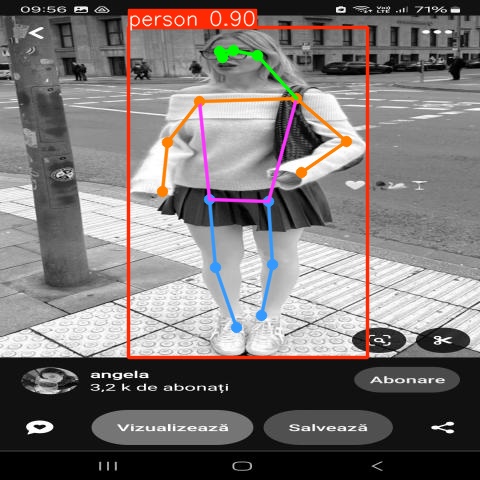 09:56 71%
person 0.90
angela
3,2 k de abonați
Abonare
Vizualizează
Salvează